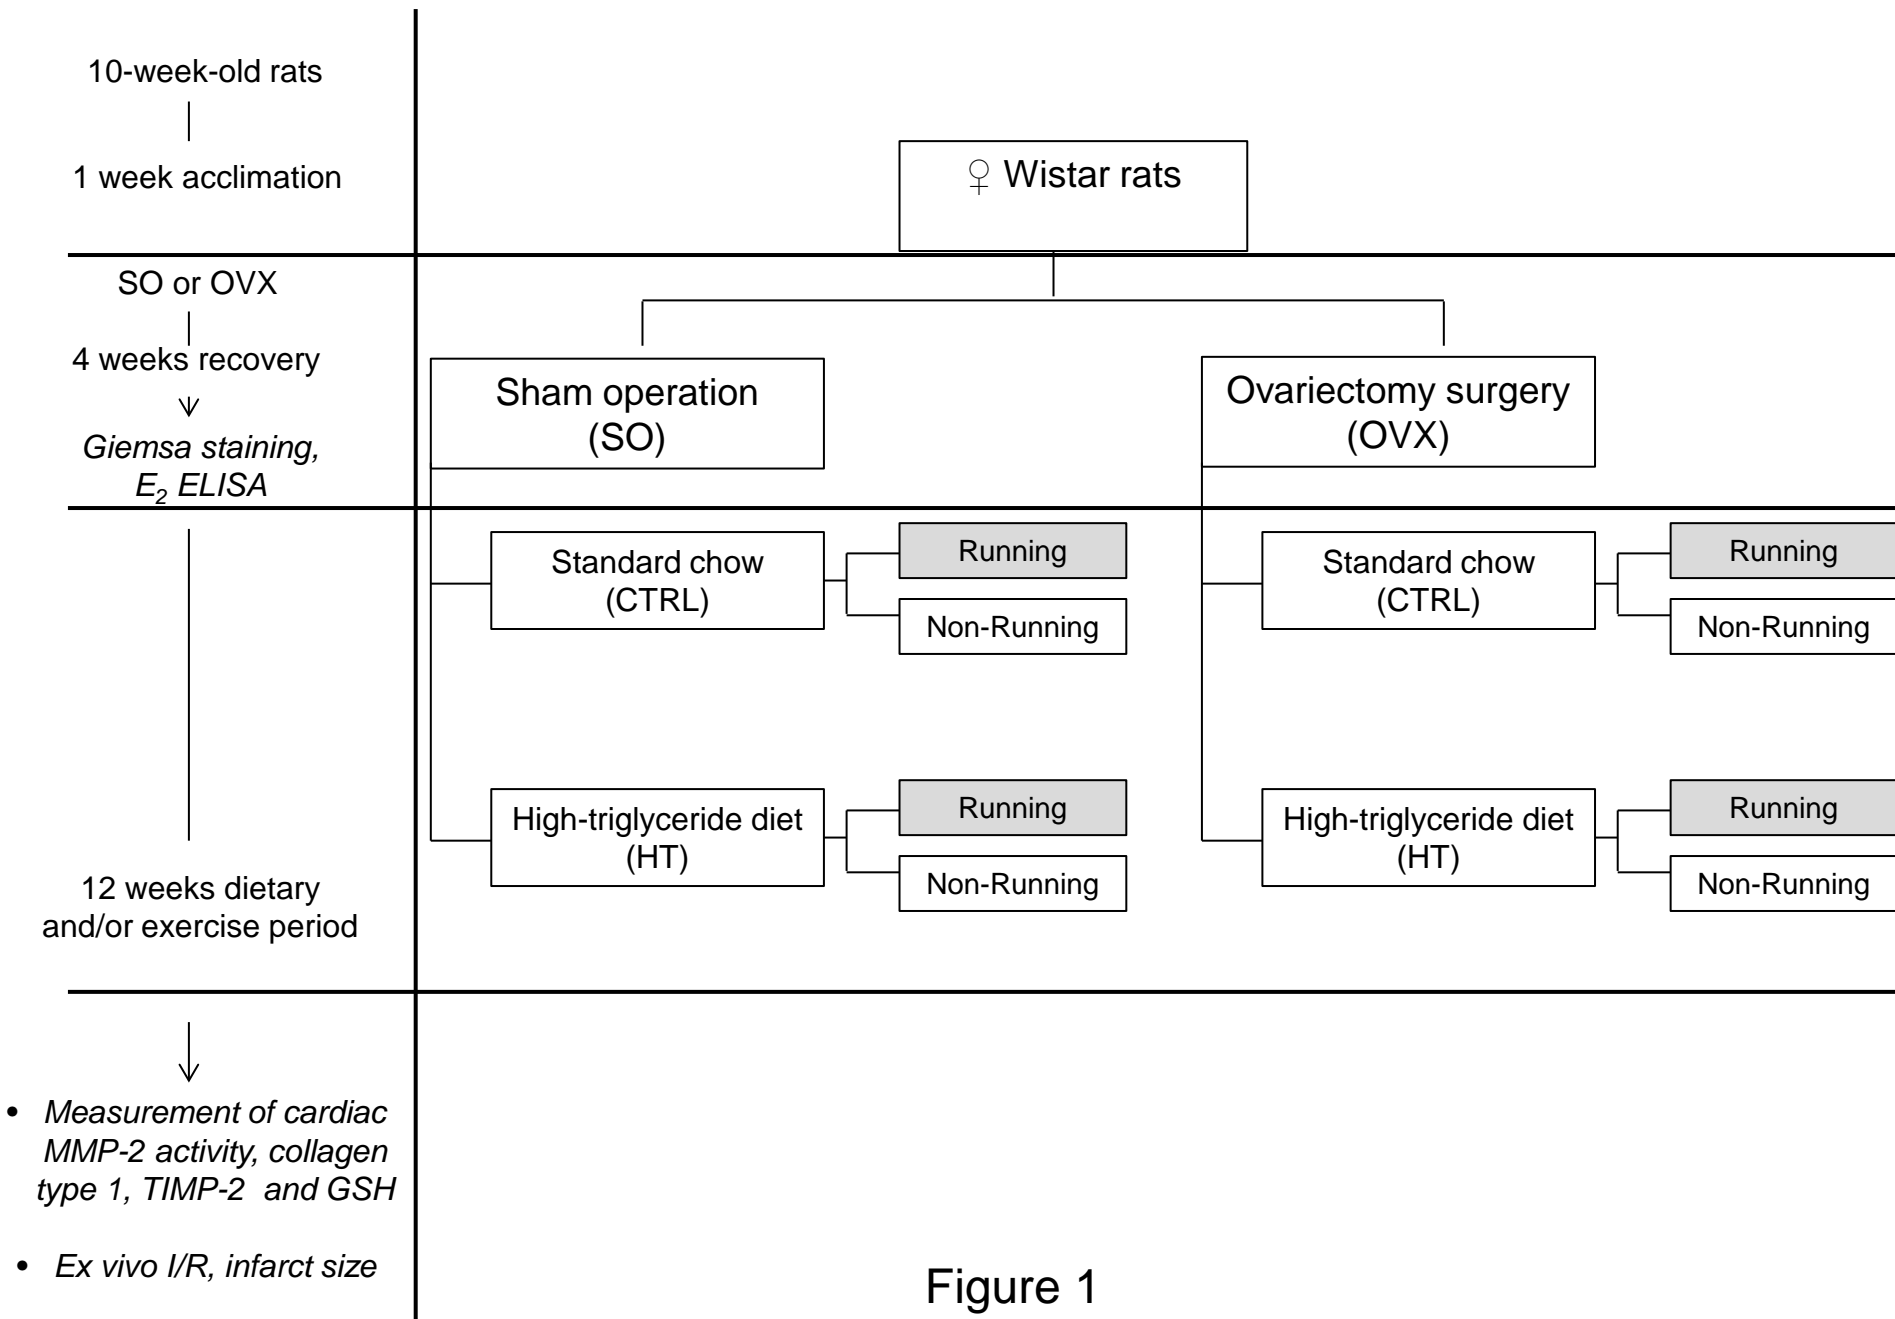 10-week-old rats
1 week acclimation
♀ Wistar rats
SO or OVX
4 weeks recovery
Giemsa staining,
E2 ELISA
Sham operation
(SO)
Ovariectomy surgery
(OVX)
Standard chow
(CTRL)
Running
Non-Running
Standard chow
(CTRL)
Running
Non-Running
High-triglyceride diet
(HT)
Running
Non-Running
High-triglyceride diet
(HT)
Running
Non-Running
12 weeks dietary
and/or exercise period
• Measurement of cardiac
MMP-2 activity, collagen
type 1, TIMP-2 and GSH
• Ex vivo I/R, infarct size
Figure 1